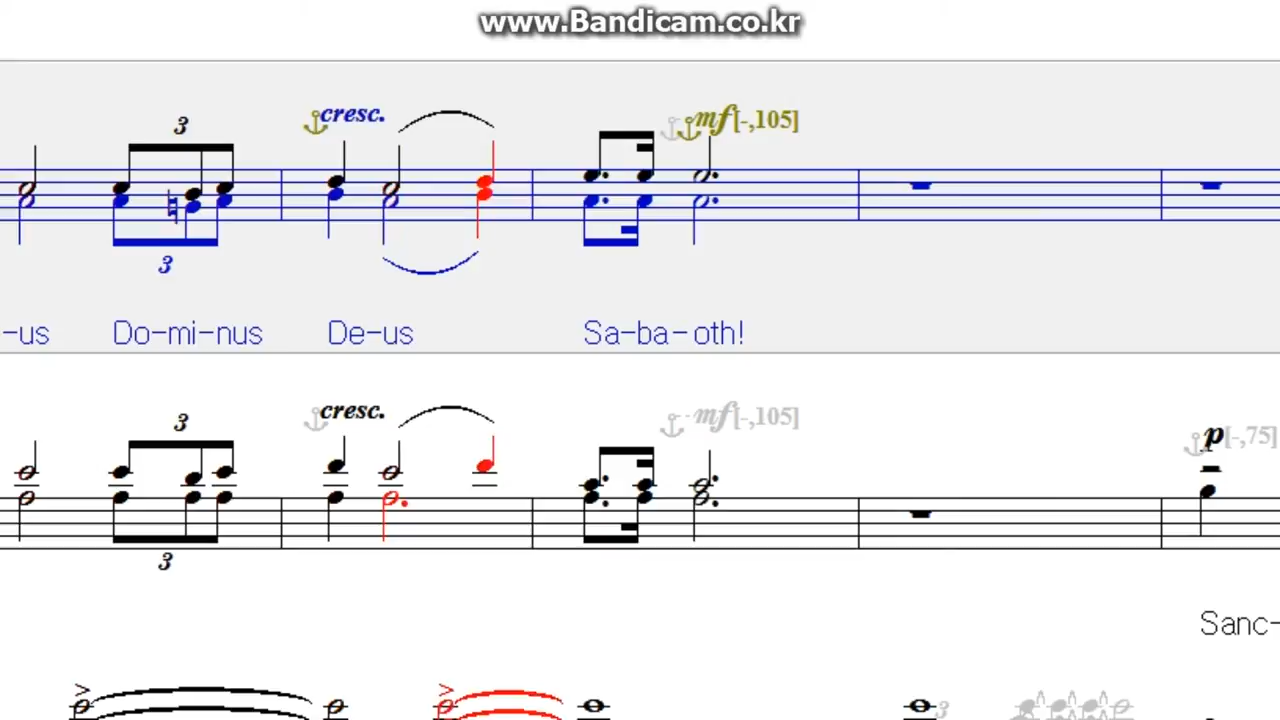 www.Bandicam.co.kr
3
cresc.
mf[-,105]
3
-us Do-mi-nus De-us Sa-ba-oth!
3
cresc.
mf[-,105]
p[-,75]
3
Sanc-
3